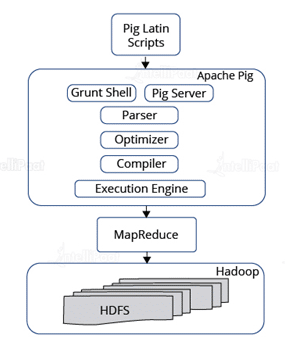 Pig Latin
Scripts
Apache Pig
Grunt Shell
Pig Server
Parser
Optimizer
Compiler
Execution Engine
MapReduce
Hadoop
HDFS